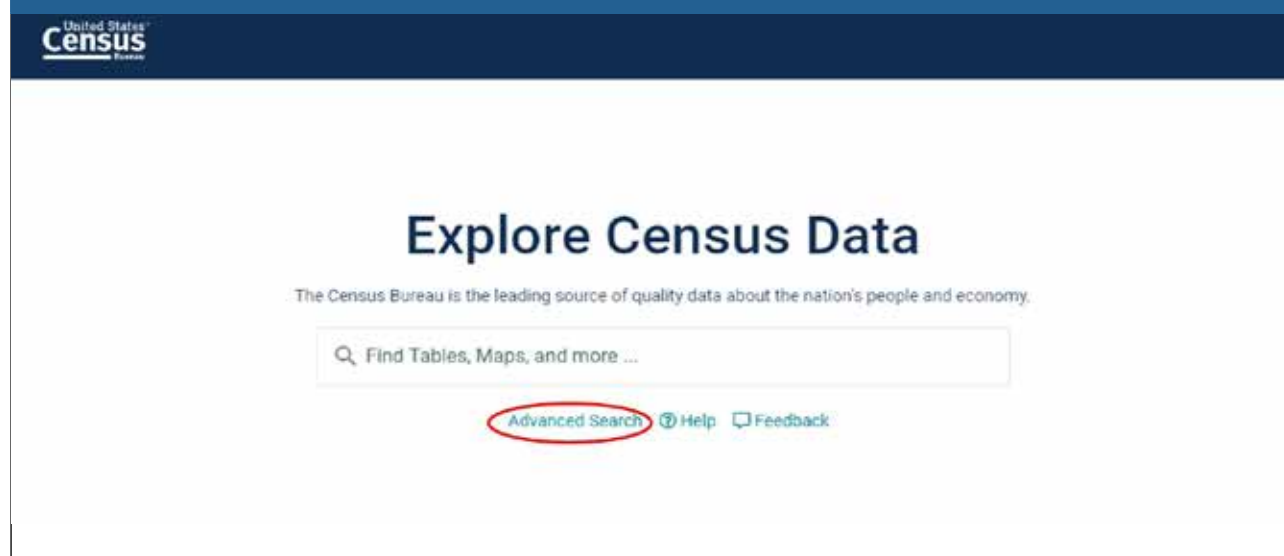 United States®
Census
Bureau
Explore Census Data
The Census Bureau is the leading source of quality data about the nation's people and economy.
Find Tables, Maps, and more ...
Advanced Search Help Feedback